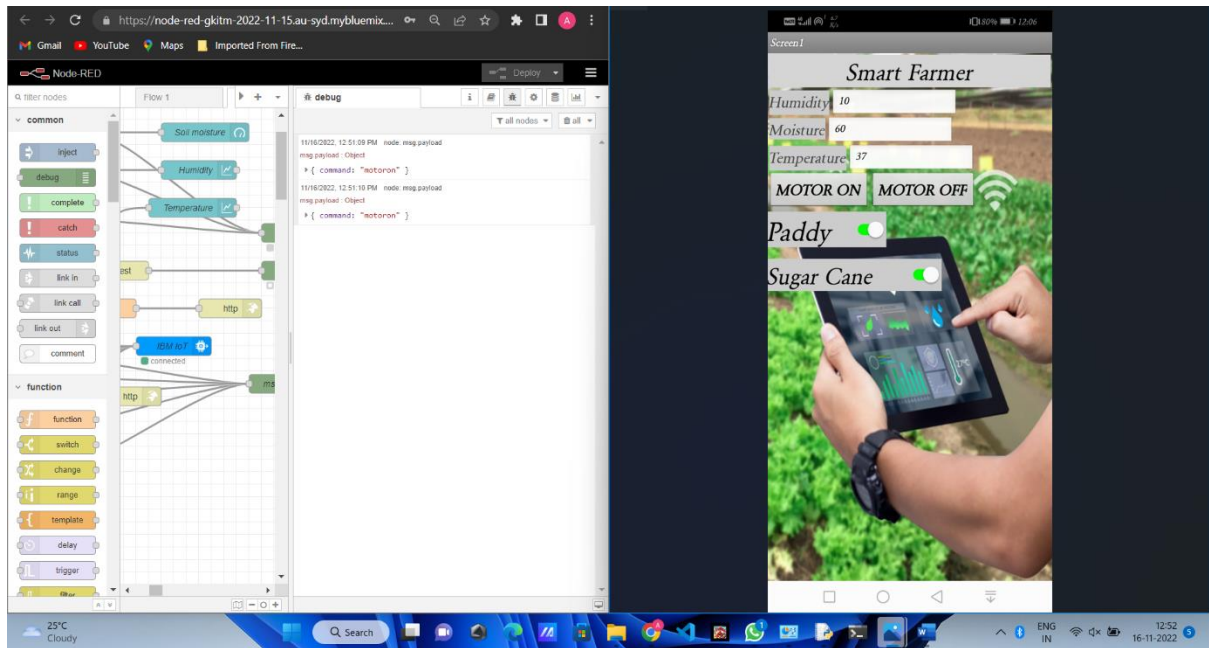 https://node-red-gkitm-2022-11-15.au-syd.mybluemix....
A
Gmail
YouTube
Maps
Imported From Fire...
Node-RED
Deploy
filter nodes
Flow 1
debug
i
all nodes
all
common
inject
debug
complete
catch
status
link in
link call
link out
comment
function
function
switch
change
range
template
delay
trigger
filter
Soil moisture
Humidity
Temperature
est
http
IBM IoT
connected
http
ms
11/16/2022, 12:51:09 PM node: msg.payload
msg.payload : Object
{ command: "motoron" }
11/16/2022, 12:51:10 PM node: msg.payload
msg.payload : Object
{ command: "motoron" }
80% 12:06
Screen1
Smart Farmer
Humidity 10
Moisture 60
Temperature 37
MOTOR ON MOTOR OFF
Paddy
Sugar Cane
25°C
Cloudy
Search
ENG
IN
12:52
16-11-2022
5